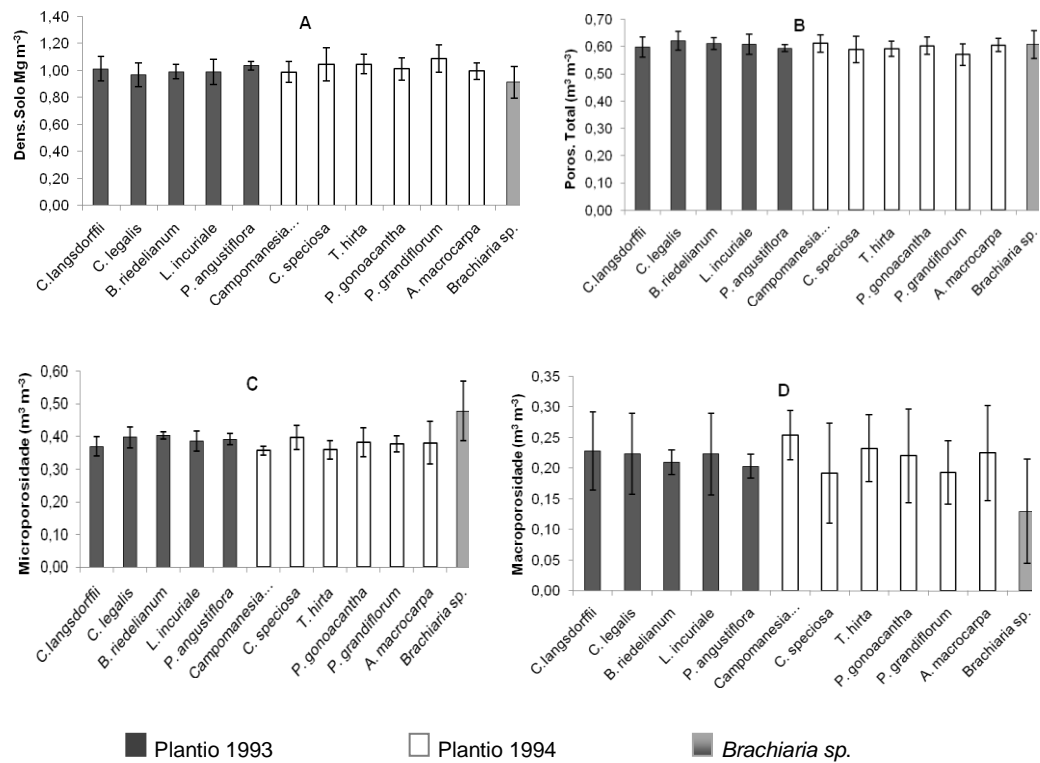 A
Dens.Solo Mg m⁻³
1,40
1,20
1,00
0,80
0,60
0,40
0,20
0,00
C.langsdorffii
C. legalis
B. riedelianum
L. incuriale
P. angustiflora
Campomanesia...
C. speciosa
T. hirta
P. gonoacantha
P. grandiflorum
A. macrocarpa
Brachiaria sp.
B
Poros. Total (m³ m⁻³)
0,70
0,60
0,50
0,40
0,30
0,20
0,10
0,00
C.langsdorffii
C. legalis
B. riedelianum
L. incuriale
P. angustiflora
Campomanesia...
C. speciosa
T. hirta
P. gonoacantha
P. grandiflorum
A. macrocarpa
Brachiaria sp.
C
Microporosidade (m³ m⁻³)
0,60
0,50
0,40
0,30
0,20
0,10
0,00
C.langsdorffii
C. legalis
B. riedelianum
L. incuriale
P. angustiflora
Campomanesia...
C. speciosa
T. hirta
P. gonoacantha
P. grandiflorum
A. macrocarpa
Brachiaria sp.
D
Macroporosidade (m³ m⁻³)
0,35
0,30
0,25
0,20
0,15
0,10
0,05
0,00
C.langsdorffii
C. legalis
B. riedelianum
L. incuriale
P. angustiflora
Campomanesia...
C. speciosa
T. hirta
P. gonoacantha
P. grandiflorum
A. macrocarpa
Brachiaria sp.
Plantio 1993
Plantio 1994
Brachiaria sp.